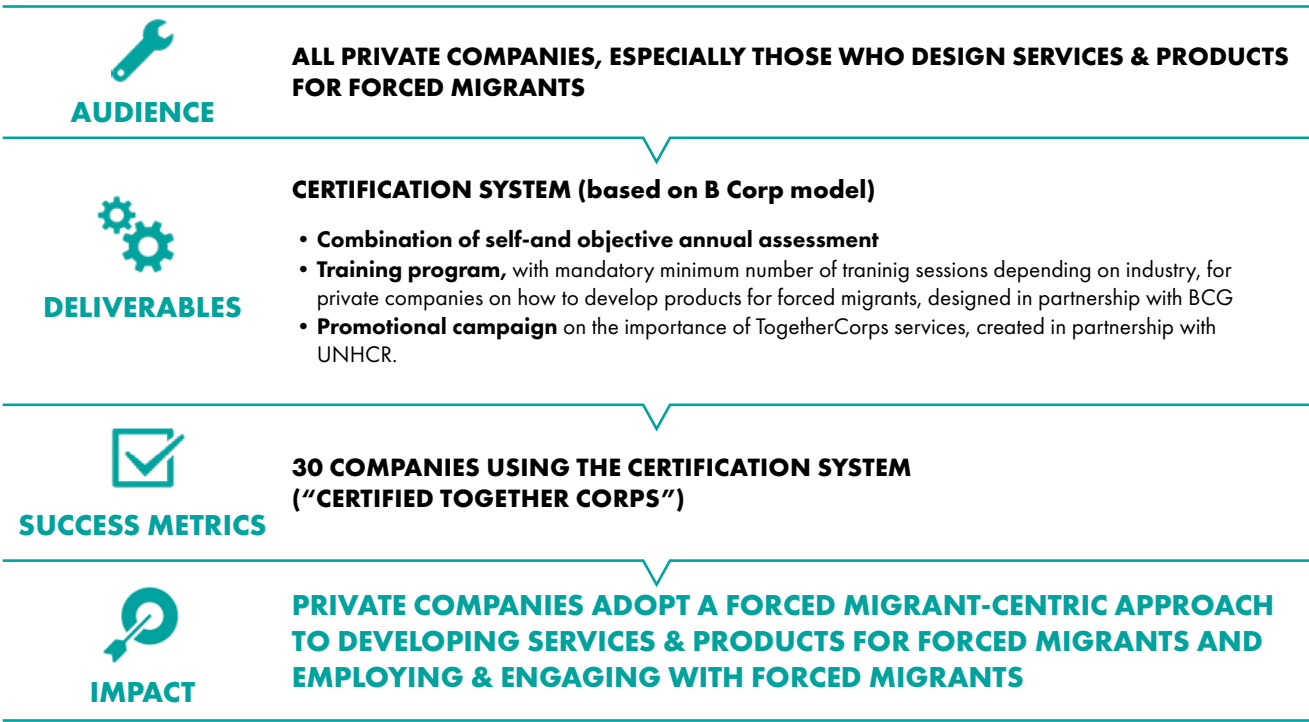 AUDIENCE
ALL PRIVATE COMPANIES, ESPECIALLY THOSE WHO DESIGN SERVICES & PRODUCTS
FOR FORCED MIGRANTS
DELIVERABLES
CERTIFICATION SYSTEM (based on B Corp model)
• Combination of self-and objective annual assessment
• Training program, with mandatory minimum number of traninig sessions depending on industry, for
private companies on how to develop products for forced migrants, designed in partnership with BCG
• Promotional campaign on the importance of TogetherCorps services, created in partnership with
UNHCR.
SUCCESS METRICS
30 COMPANIES USING THE CERTIFICATION SYSTEM
(“CERTIFIED TOGETHER CORPS”)
IMPACT
PRIVATE COMPANIES ADOPT A FORCED MIGRANT-CENTRIC APPROACH
TO DEVELOPING SERVICES & PRODUCTS FOR FORCED MIGRANTS AND
EMPLOYING & ENGAGING WITH FORCED MIGRANTS